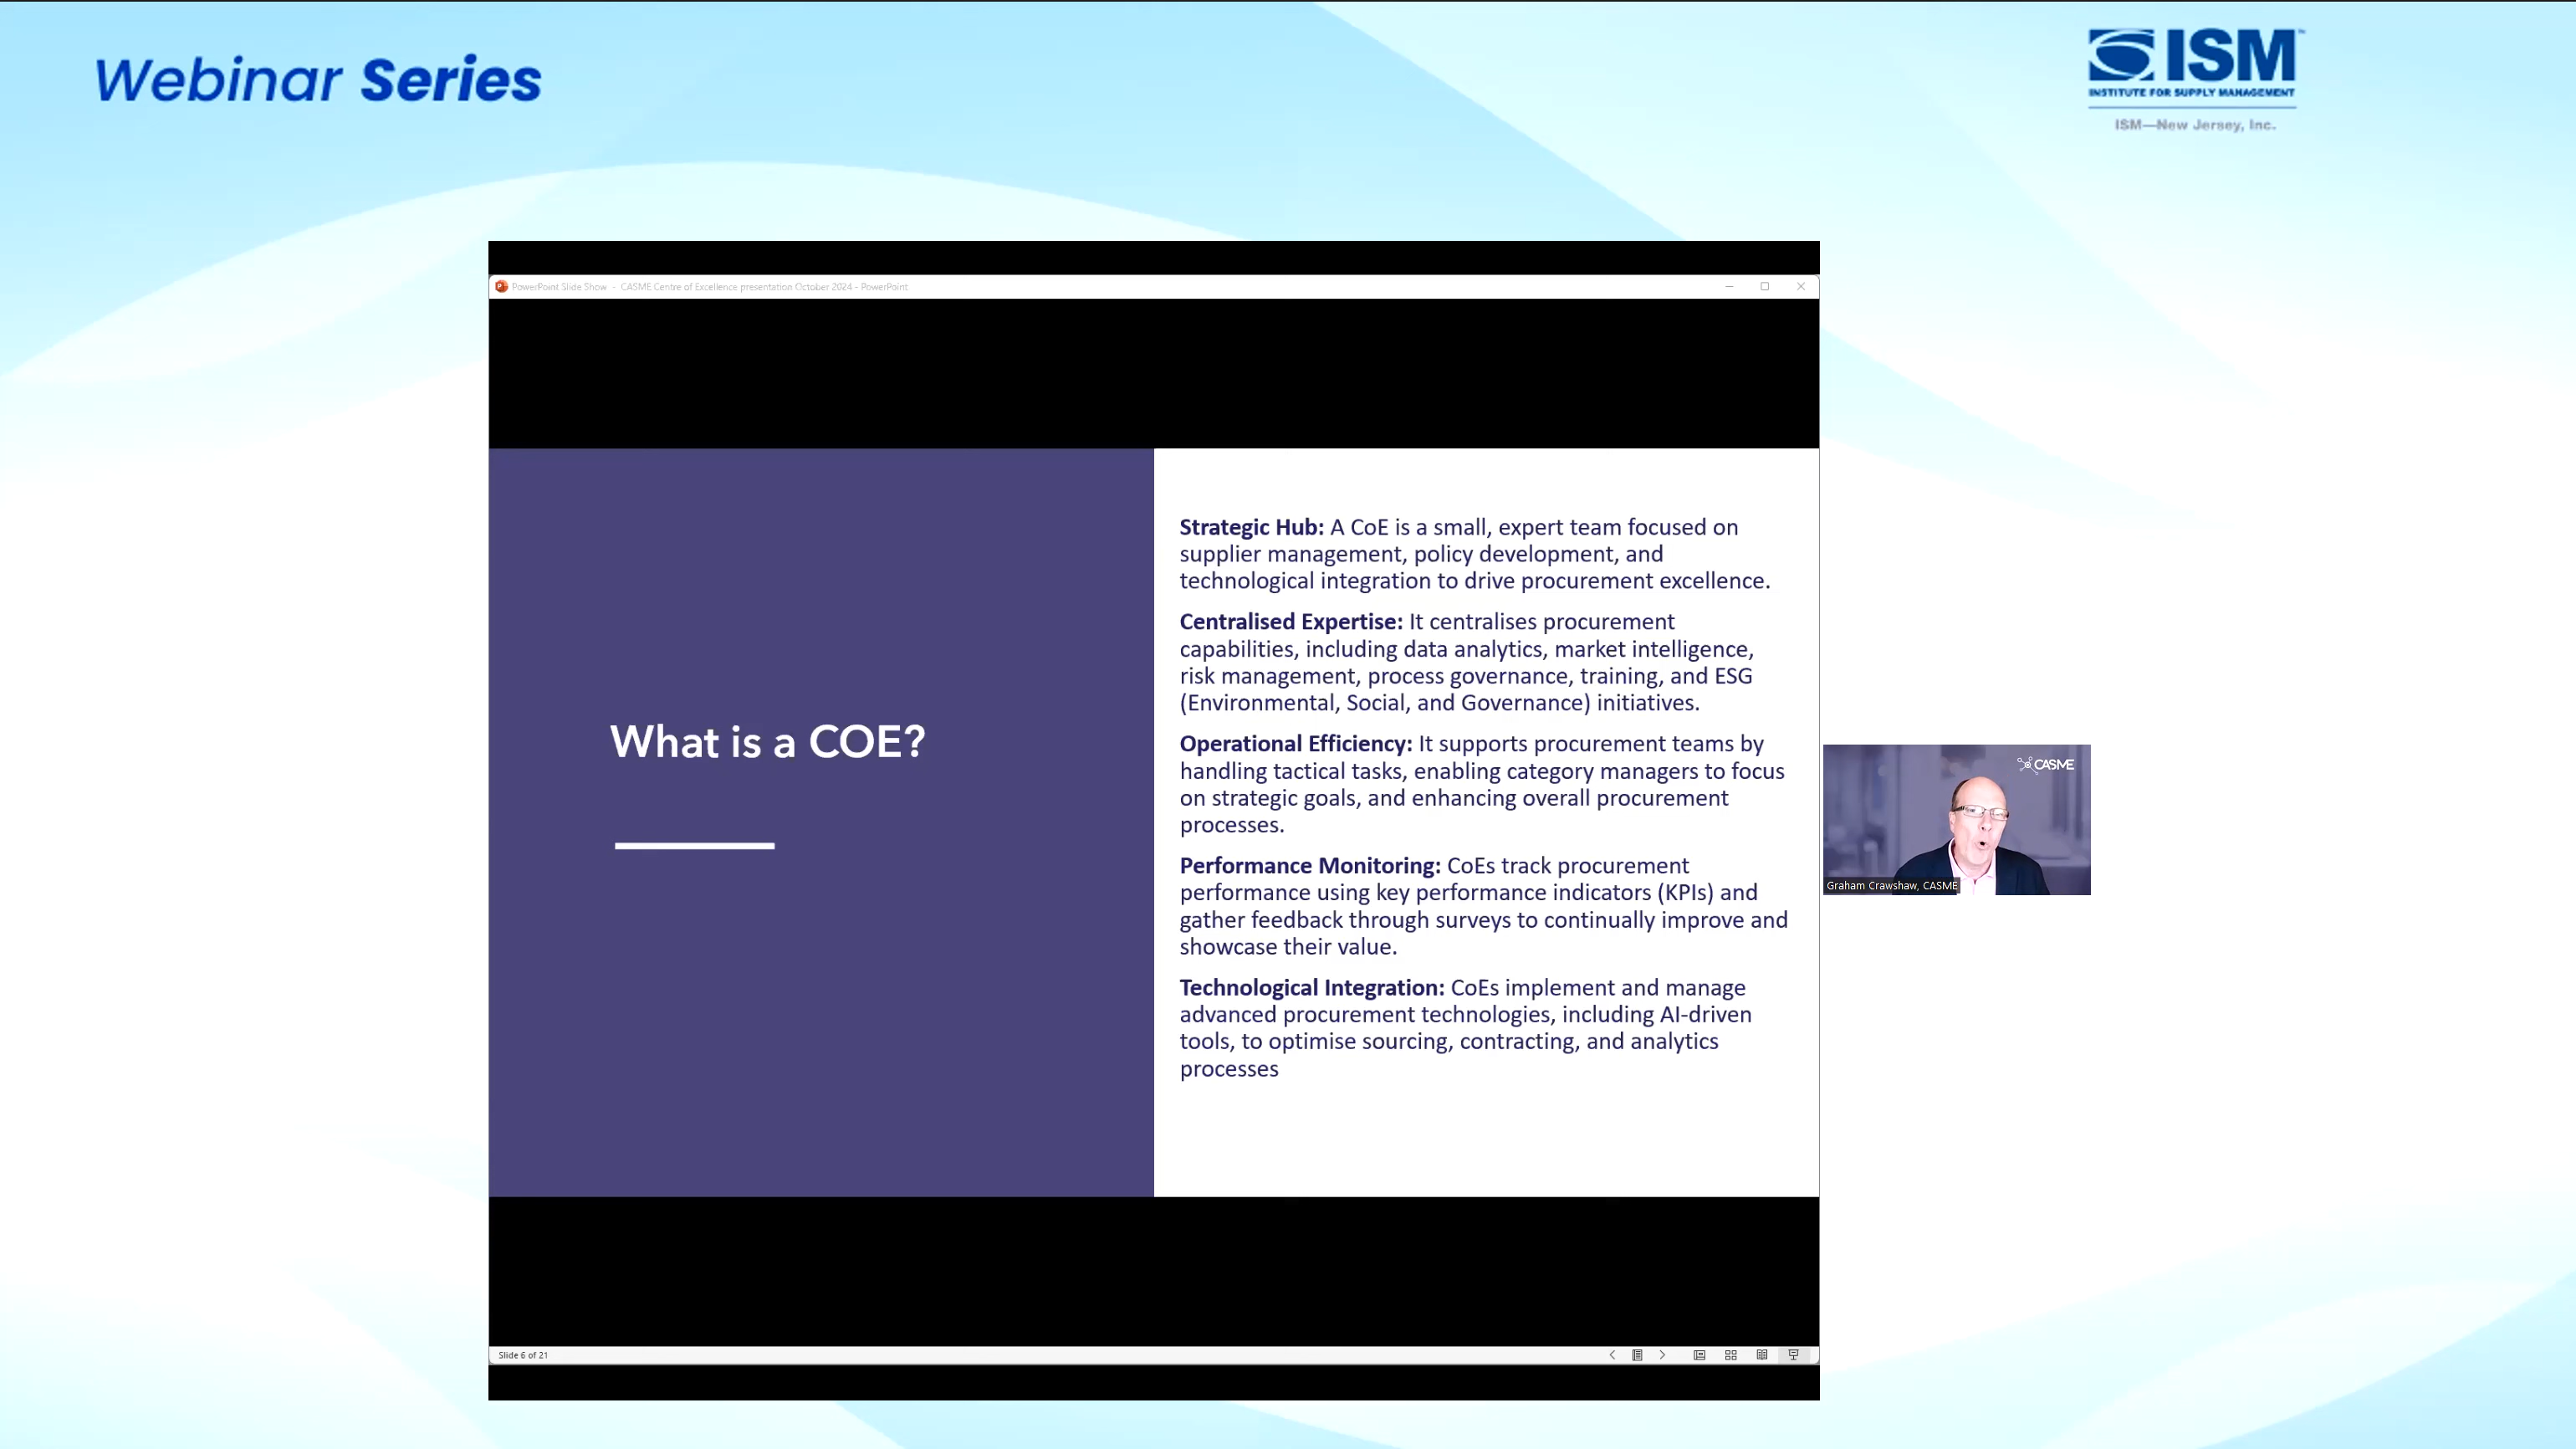 Webinar Series
ISM™
INSTITUTE FOR SUPPLY MANAGEMENT
ISM—New Jersey, Inc.
PowerPoint Slide Show - CASME Centre of Excellence presentation October 2024 - PowerPoint
What is a COE?
Strategic Hub: A CoE is a small, expert team focused on
supplier management, policy development, and
technological integration to drive procurement excellence.
Centralised Expertise: It centralises procurement
capabilities, including data analytics, market intelligence,
risk management, process governance, training, and ESG
(Environmental, Social, and Governance) initiatives.
Operational Efficiency: It supports procurement teams by
handling tactical tasks, enabling category managers to focus
on strategic goals, and enhancing overall procurement
processes.
Performance Monitoring: CoEs track procurement
performance using key performance indicators (KPIs) and
gather feedback through surveys to continually improve and
showcase their value.
Technological Integration: CoEs implement and manage
advanced procurement technologies, including AI-driven
tools, to optimise sourcing, contracting, and analytics
processes
CASME
Graham Crawshaw, CASME
Slide 6 of 21